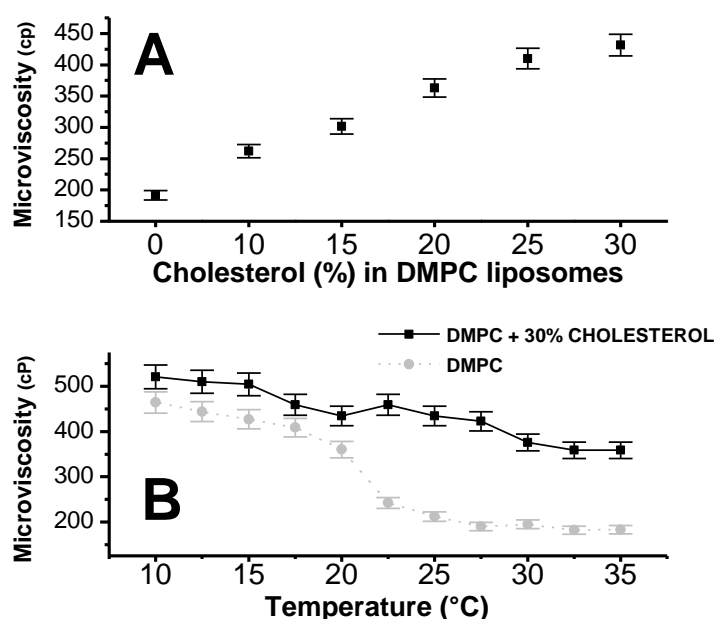 A
Microviscosity (cp)
450
400
350
300
250
200
150
0 10 15 20 25 30
Cholesterol (%) in DMPC liposomes
DMPC + 30% CHOLESTEROL
DMPC
B
Microviscosity (cP)
500
400
300
200
10 15 20 25 30 35
Temperature (°C)